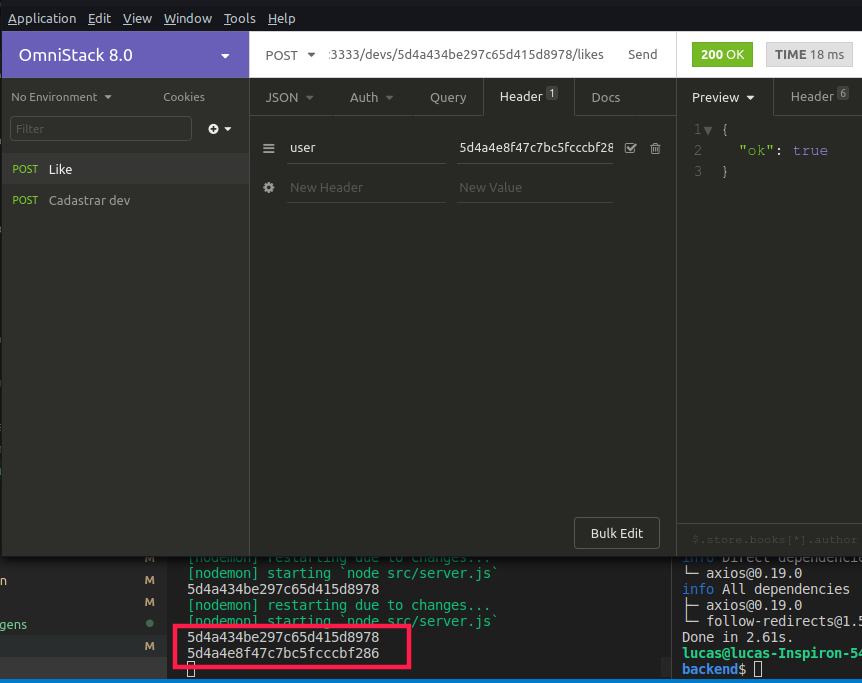 Application Edit View Window Tools Help
OmniStack 8.0
POST :3333/devs/5d4a434be297c65d415d8978/likes Send
200 OK TIME 18 ms
No Environment Cookies
JSON Auth Query Header 1 Docs
Preview Header 6
Filter
user 5d4a4e8f47c7bc5fcccbf28
New Header New Value
POST Like
POST Cadastrar dev
1 {
2 "ok": true
3 }
Bulk Edit
$.store.books[*].author
[nodemon] restarting due to changes...
[nodemon] starting `node src/server.js`
5d4a434be297c65d415d8978
[nodemon] restarting due to changes...
[nodemon] starting `node src/server.js`
5d4a434be297c65d415d8978
5d4a4e8f47c7bc5fcccbf286
M
n M
M
gens
M
info Direct dependencie
└─ axios@0.19.0
info All dependencies
├─ axios@0.19.0
└─ follow-redirects@1.5
Done in 2.61s.
lucas@lucas-Inspiron-54
backend$